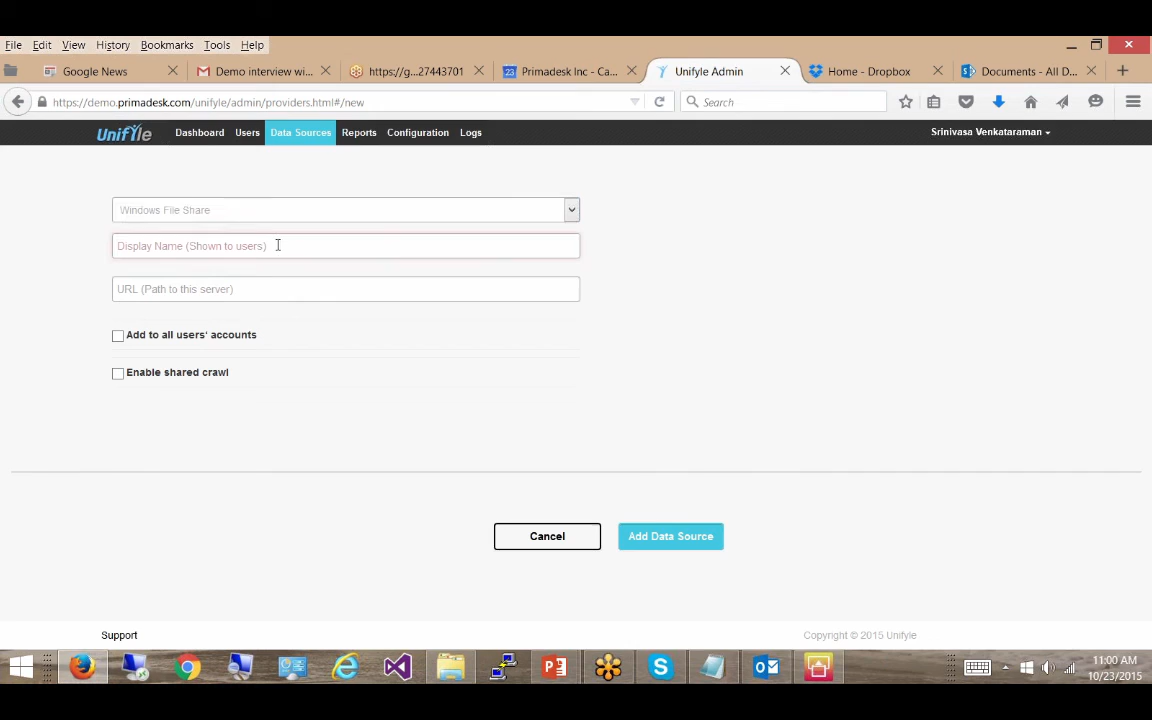 File Edit View History Bookmarks Tools Help
Google News
Demo interview wi...
https://g...27443701
Primadesk Inc - Ca...
Unifyle Admin
Home - Dropbox
Documents - All D...
https://demo.primadesk.com/unifyle/admin/providers.html#/new
Search
Unifyle Dashboard Users Data Sources Reports Configuration Logs Srinivasa Venkataraman
Windows File Share
Display Name (Shown to users)
URL (Path to this server)
Add to all users' accounts
Enable shared crawl
Cancel Add Data Source
Support Copyright © 2015 Unifyle
11:00 AM
10/23/2015